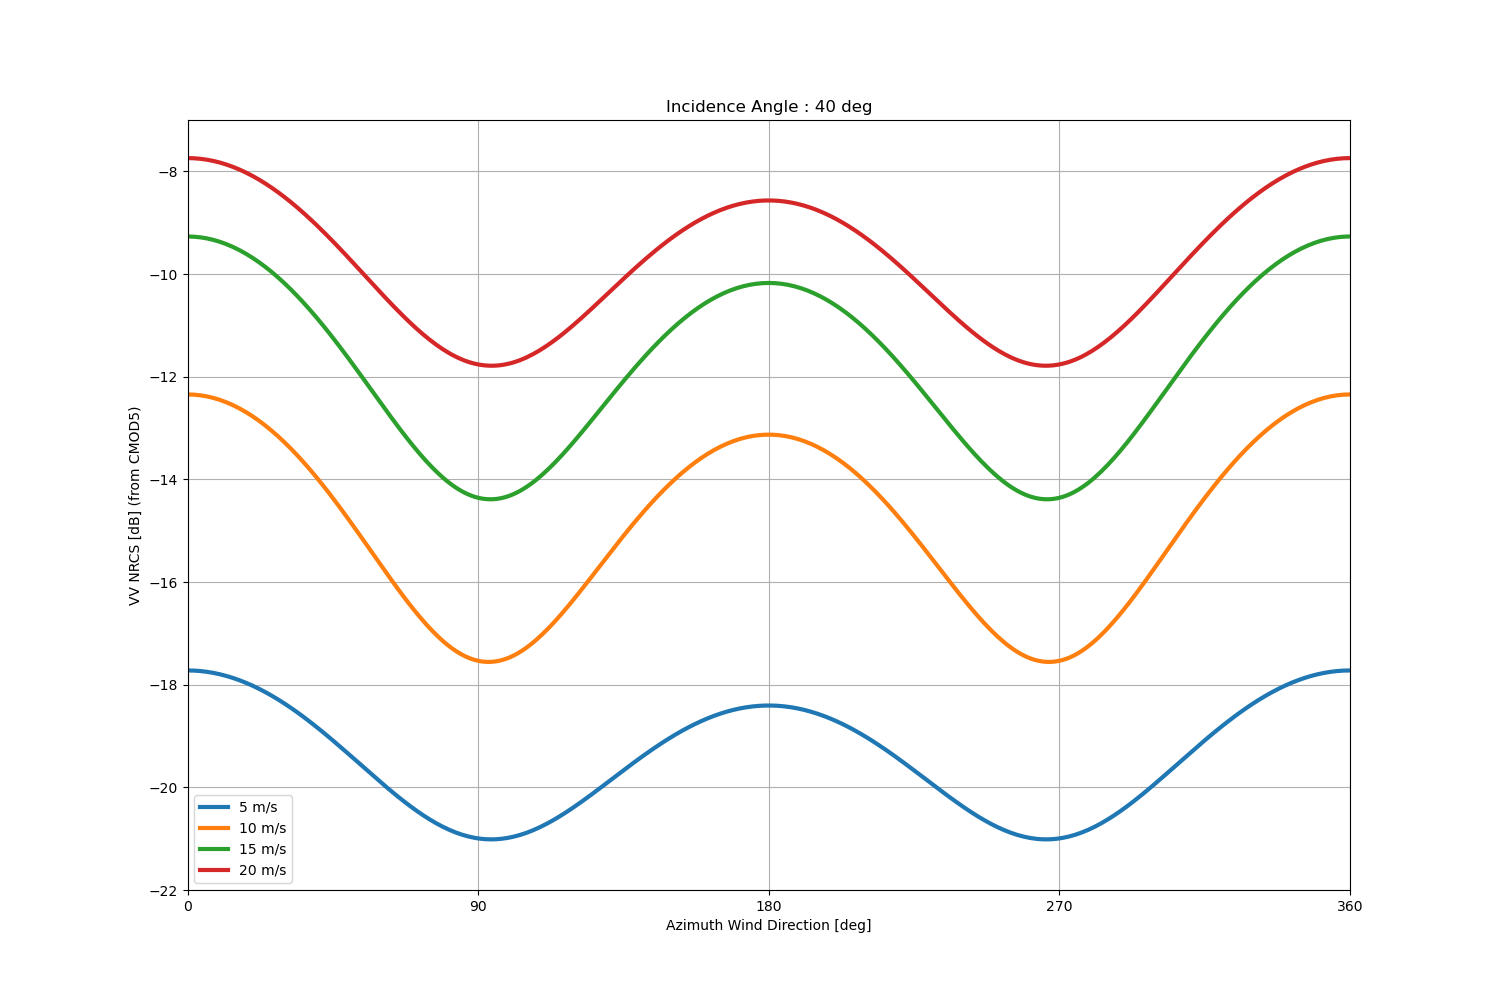 Incidence Angle : 40 deg
VV NRCS [dB] (from CMOD5)
−8
−10
−12
−14
−16
−18
−20
−22
5 m/s
10 m/s
15 m/s
20 m/s
0 90 180 270 360
Azimuth Wind Direction [deg]